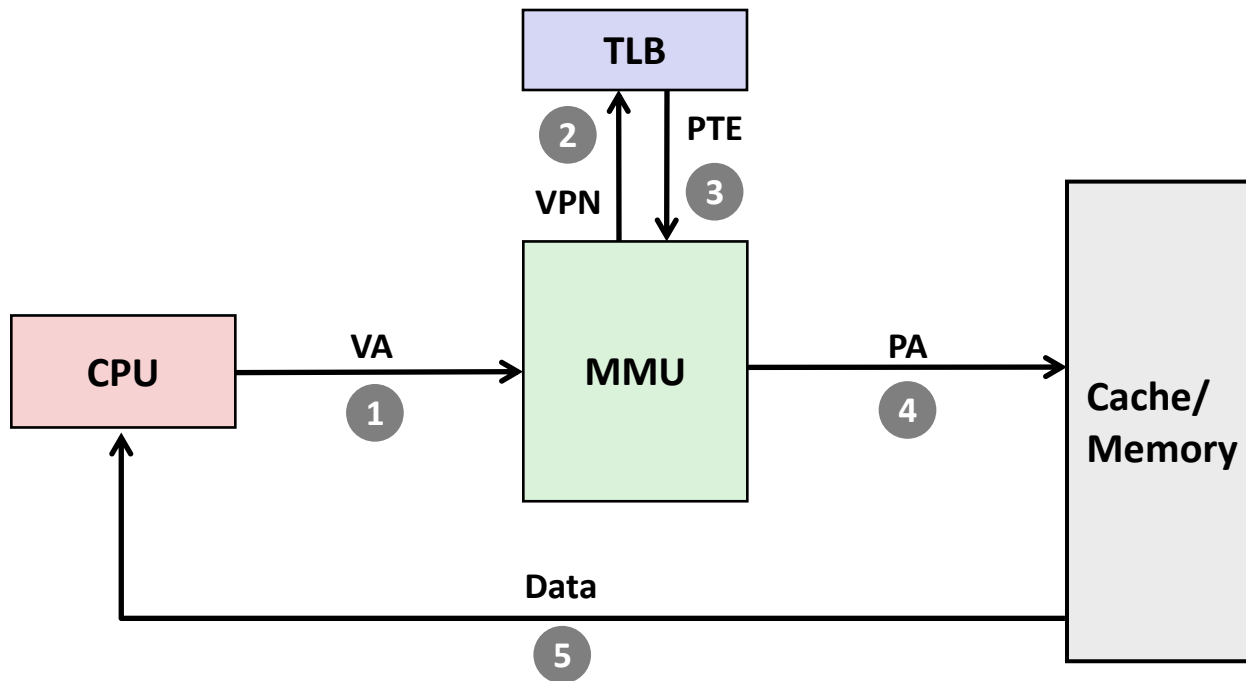 TLB
2
PTE
3
VPN
CPU
VA
1
MMU
PA
4
Cache/
Memory
Data
5